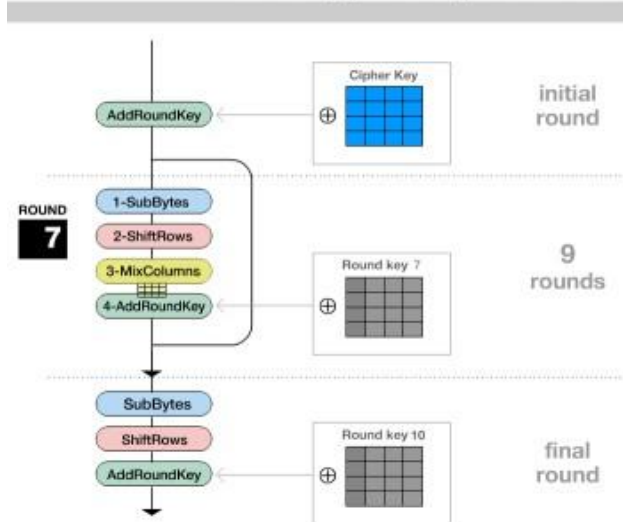 Cipher Key
AddRoundKey
⊕
initial
round
ROUND
7
1-SubBytes
2-ShiftRows
3-MixColumns
4-AddRoundKey
Round key 7
⊕
9
rounds
SubBytes
ShiftRows
AddRoundKey
Round key 10
⊕
final
round